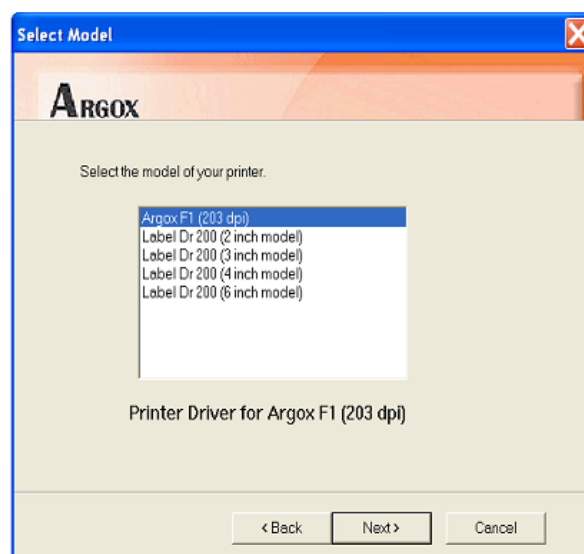 Select Model
ARGOX
Select the model of your printer.
Argox F1 (203 dpi)
Label Dr 200 (2 inch model)
Label Dr 200 (3 inch model)
Label Dr 200 (4 inch model)
Label Dr 200 (6 inch model)
Printer Driver for Argox F1 (203 dpi)
< Back Next > Cancel